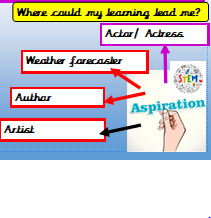 Where could my learning lead me?
Actor/ Actress
Weather forecaster
STEM
Author
Aspiration
Artist